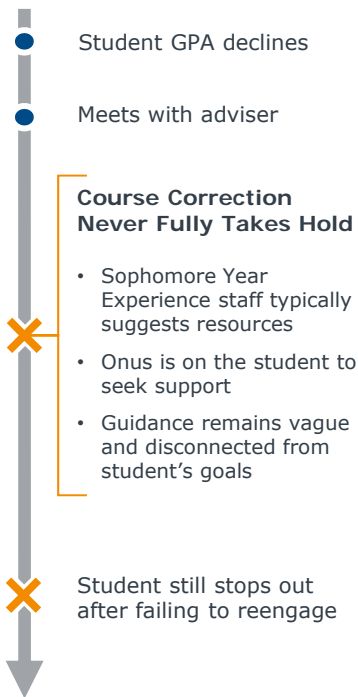 Student GPA declines
Meets with adviser
Course Correction
Never Fully Takes Hold
• Sophomore Year
Experience staff typically
suggests resources
• Onus is on the student to
seek support
• Guidance remains vague
and disconnected from
student's goals
Student still stops out
after failing to reengage